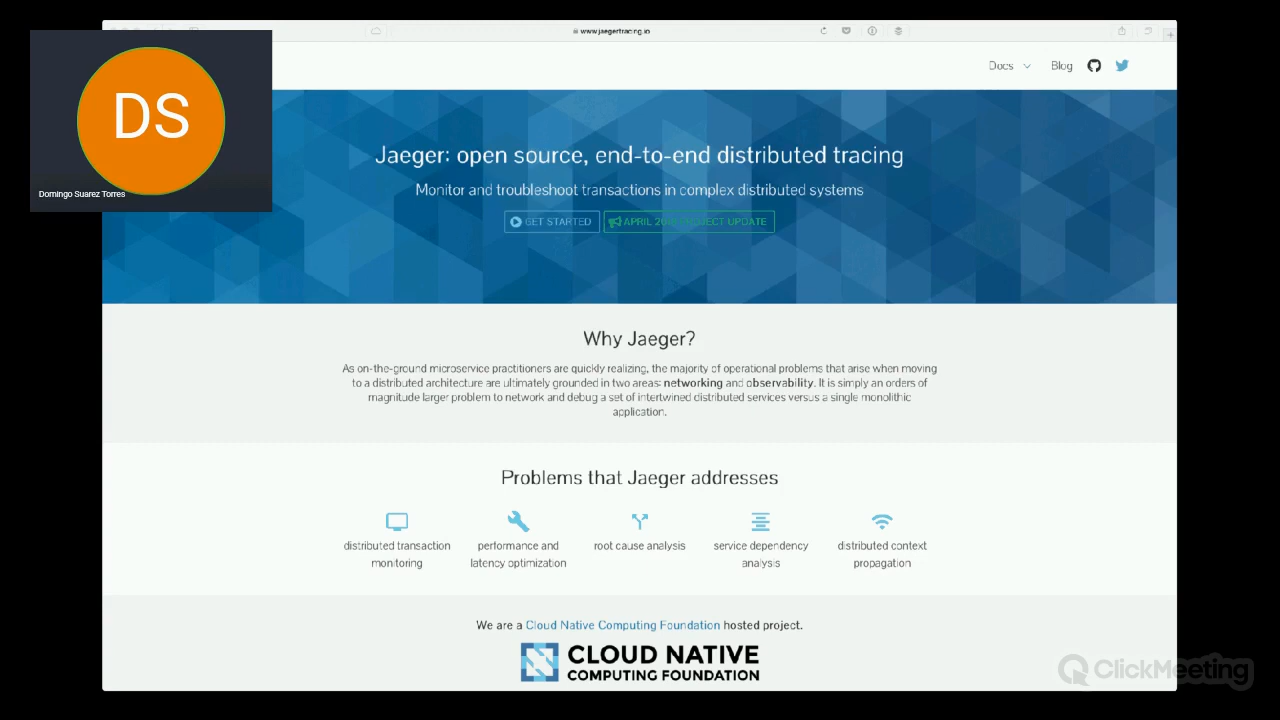 www.jaegertracing.io
DS
Domingo Suarez Torres
Docs
Blog
Jaeger: open source, end-to-end distributed tracing
Monitor and troubleshoot transactions in complex distributed systems
GET STARTED
APRIL PROJECT UPDATE
Why Jaeger?
As on-the-ground microservice practitioners are quickly realizing, the majority of operational problems that arise when moving
to a distributed architecture are ultimately grounded in two areas: networking and observability. It is simply an orders of
magnitude larger problem to network and debug a set of intertwined distributed services versus a single monolithic
application.
Problems that Jaeger addresses
distributed transaction
monitoring
performance and
latency optimization
root cause analysis
service dependency
analysis
distributed context
propagation
We are a Cloud Native Computing Foundation hosted project.
CLOUD NATIVE
COMPUTING FOUNDATION
ClickMeeting